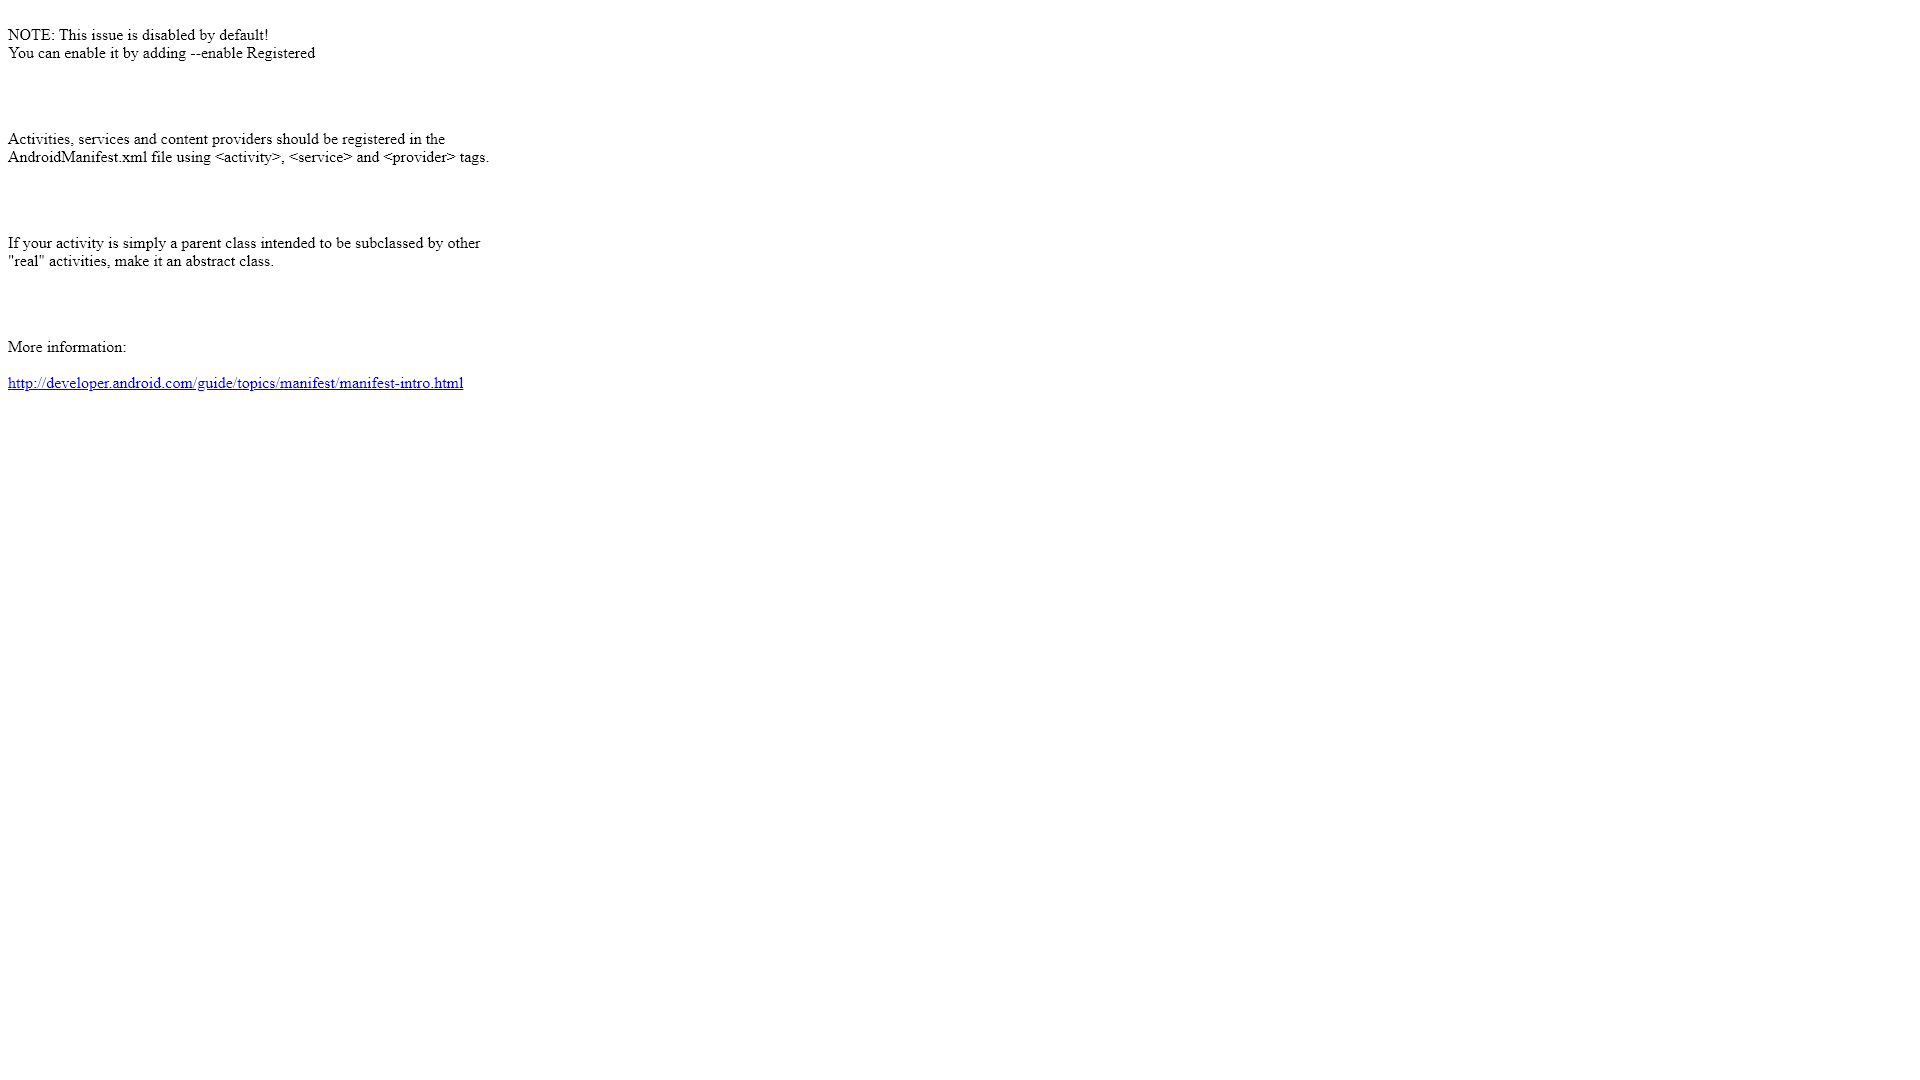 NOTE: This issue is disabled by default!
You can enable it by adding --enable Registered
Activities, services and content providers should be registered in the
AndroidManifest.xml file using <activity>, <service> and <provider> tags.
If your activity is simply a parent class intended to be subclassed by other
"real" activities, make it an abstract class.
More information:
http://developer.android.com/guide/topics/manifest/manifest-intro.html